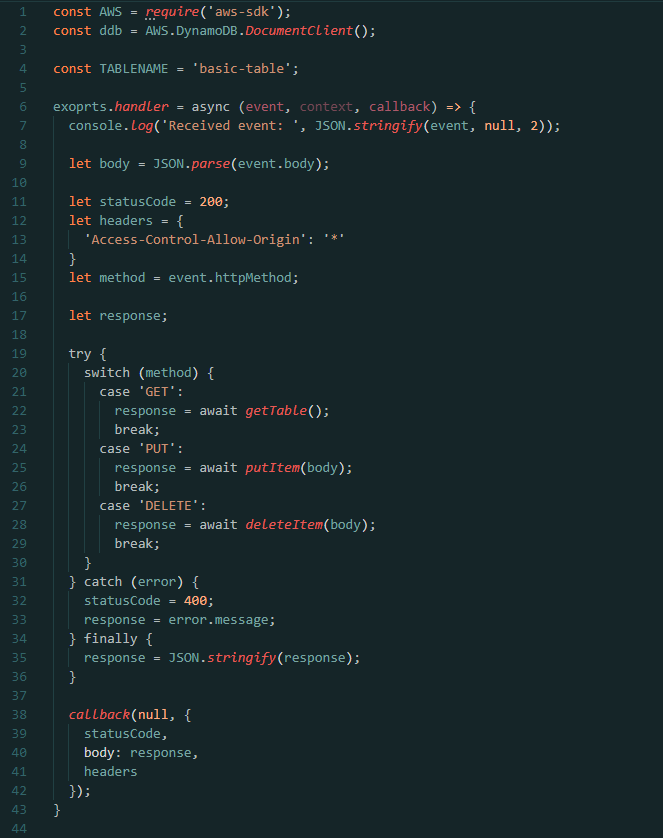 1 const AWS = require('aws-sdk');
2 const ddb = AWS.DynamoDB.DocumentClient();
3
4 const TABLENAME = 'basic-table';
5
6 exoprts.handler = async (event, context, callback) => {
7   console.log('Received event: ', JSON.stringify(event, null, 2));
8
9   let body = JSON.parse(event.body);
10
11   let statusCode = 200;
12   let headers = {
13     'Access-Control-Allow-Origin': '*'
14   }
15   let method = event.httpMethod;
16
17   let response;
18
19   try {
20     switch (method) {
21       case 'GET':
22         response = await getTable();
23         break;
24       case 'PUT':
25         response = await putItem(body);
26         break;
27       case 'DELETE':
28         response = await deleteItem(body);
29         break;
30     }
31   } catch (error) {
32     statusCode = 400;
33     response = error.message;
34   } finally {
35     response = JSON.stringify(response);
36   }
37
38   callback(null, {
39     statusCode,
40     body: response,
41     headers
42   });
43 }
44